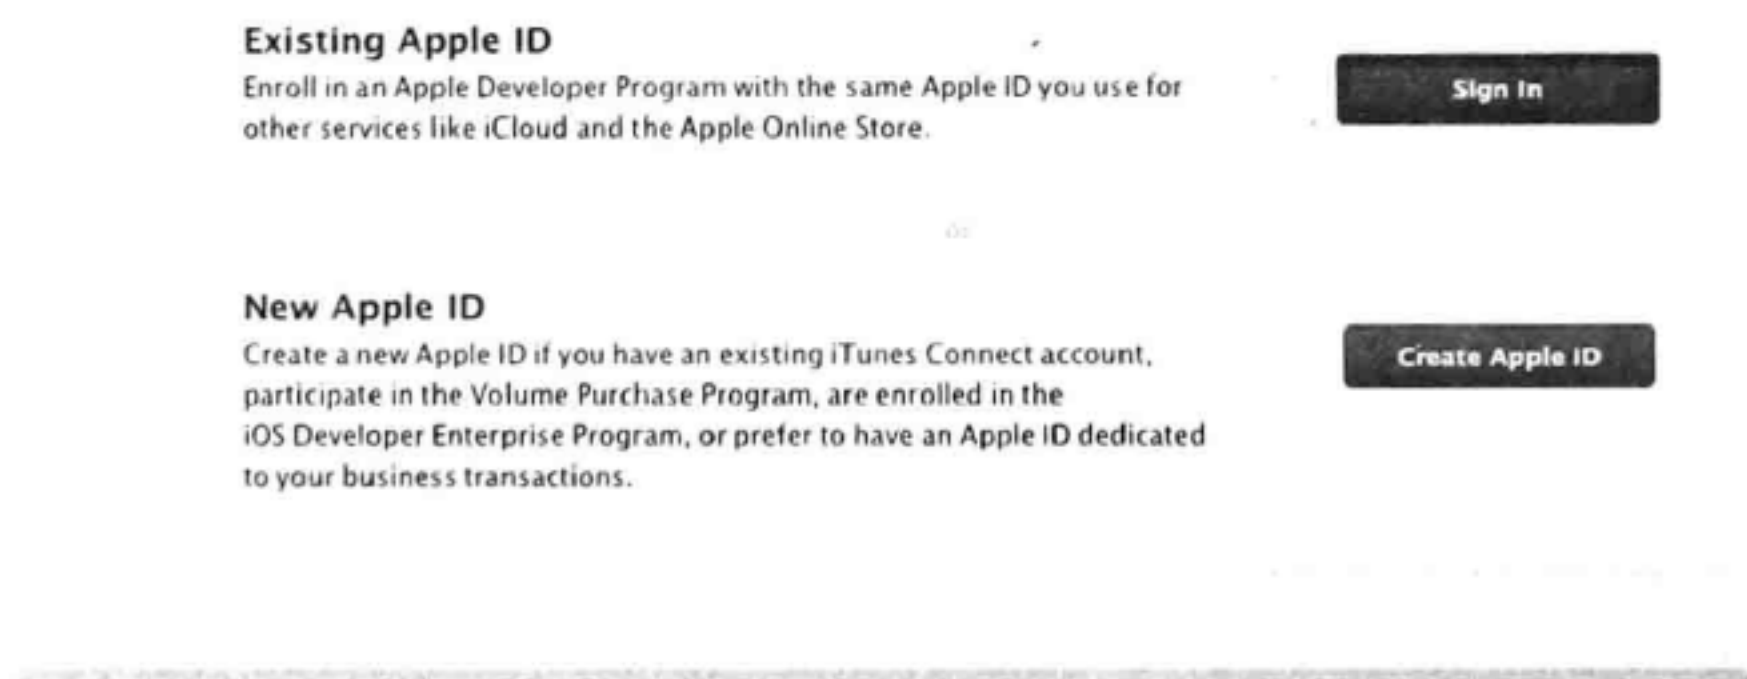 Existing Apple ID
Enroll in an Apple Developer Program with the same Apple ID you use for
other services like iCloud and the Apple Online Store.
Sign In
New Apple ID
Create a new Apple ID if you have an existing iTunes Connect account,
participate in the Volume Purchase Program, are enrolled in the
iOS Developer Enterprise Program, or prefer to have an Apple ID dedicated
to your business transactions.
Create Apple ID